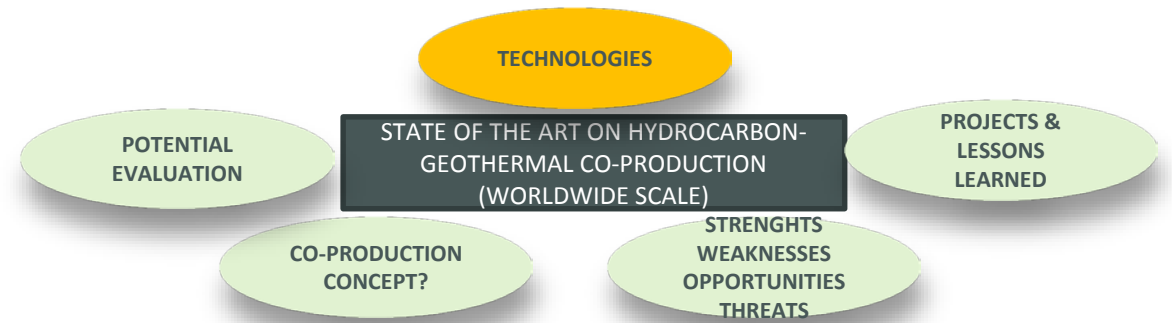 TECHNOLOGIES
POTENTIAL
EVALUATION
STATE OF THE ART ON HYDROCARBON-
GEOTHERMAL CO-PRODUCTION
(WORLDWIDE SCALE)
PROJECTS &
LESSONS
LEARNED
CO-PRODUCTION
CONCEPT?
STRENGHTS
WEAKNESSES
OPPORTUNITIES
THREATS